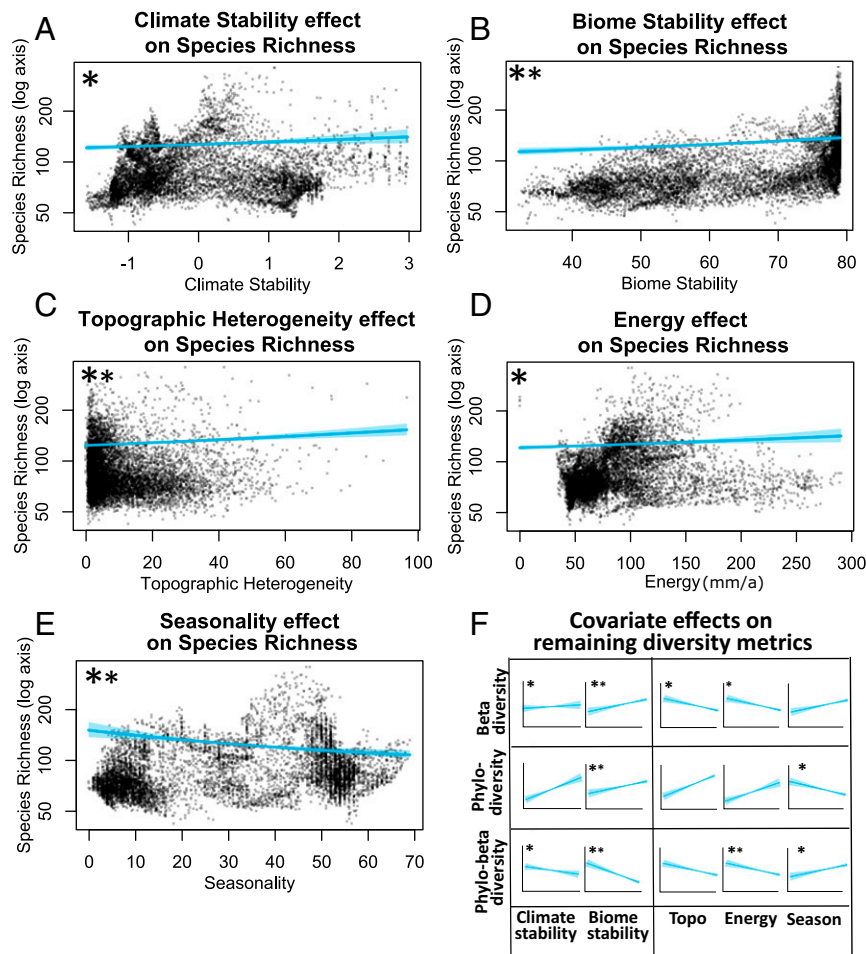 A
Climate Stability effect
on Species Richness
*
Species Richness (log axis)
200
100
50
-1
0
1
2
3
Climate Stability
B
Biome Stability effect
on Species Richness
**
Species Richness (log axis)
200
100
50
40
50
60
70
80
Biome Stability
C
Topographic Heterogeneity effect
on Species Richness
**
Species Richness (log axis)
200
100
50
0
20
40
60
80
100
Topographic Heterogeneity
D
Energy effect
on Species Richness
*
Species Richness (log axis)
200
100
50
0
50
100
150
200
250
300
Energy (mm/a)
E
Seasonality effect
on Species Richness
**
Species Richness (log axis)
200
100
50
0
10
20
30
40
50
60
70
Seasonality
F
Covariate effects on
remaining diversity metrics
Beta
diversity
*
**
*
*
Phylo-
diversity
**
*
Phylo-beta
diversity
*
**
**
*
Climate
stability
Biome
stability
Topo
Energy
Season